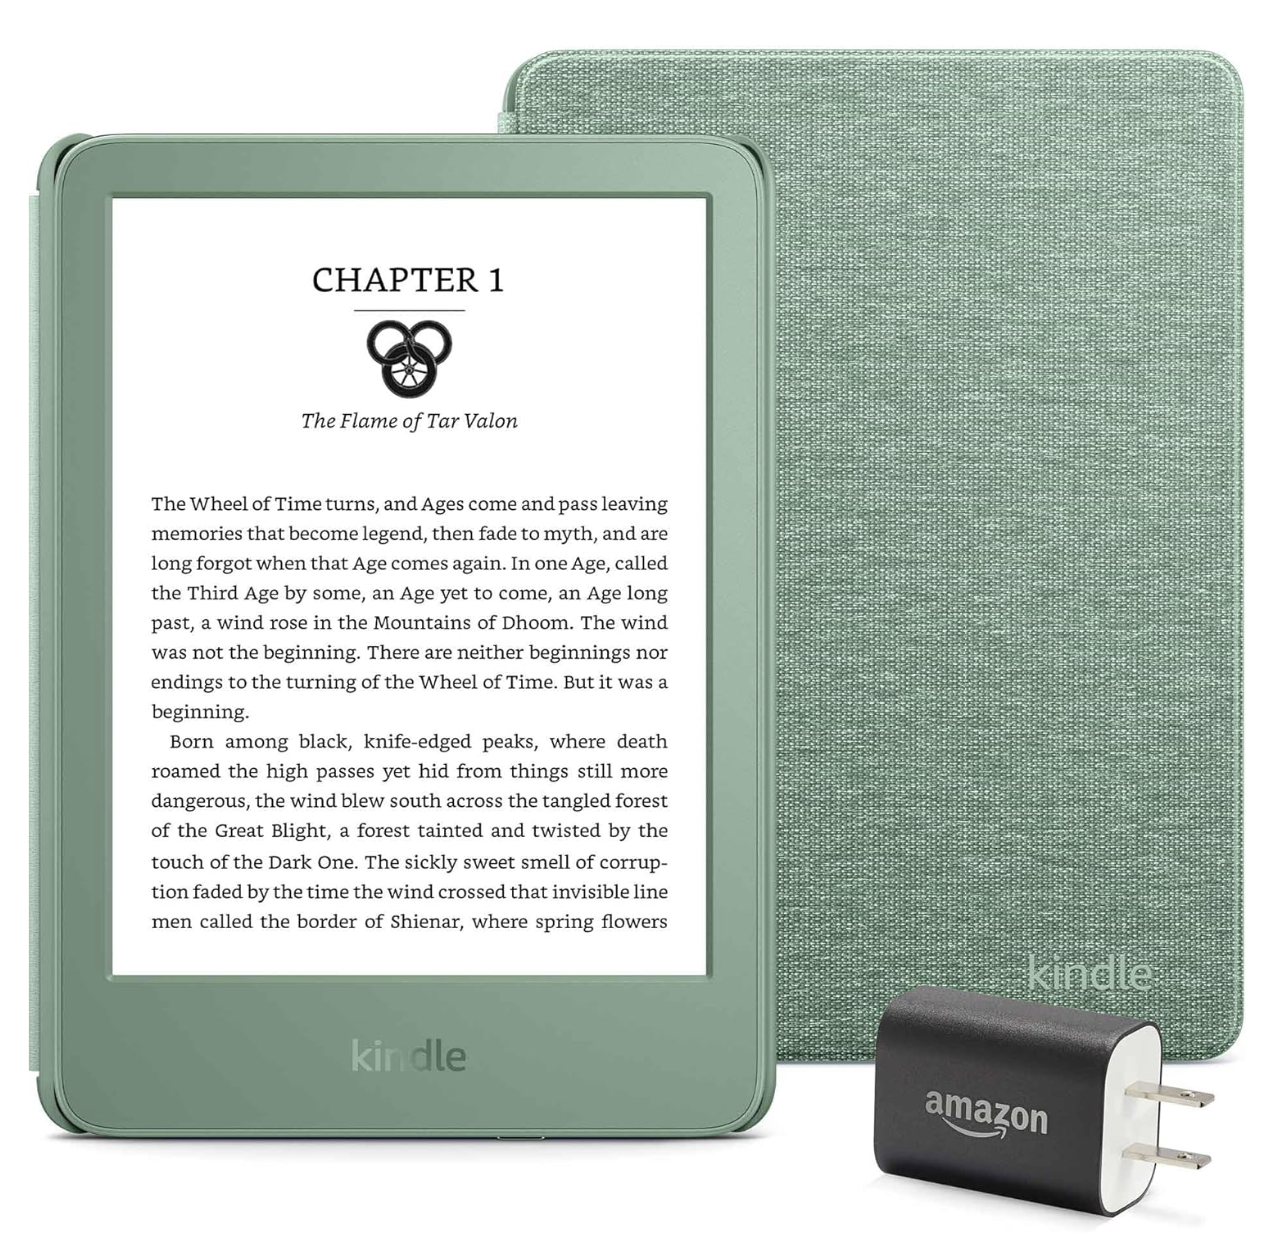 CHAPTER 1
The Flame of Tar Valon
The Wheel of Time turns, and Ages come and pass leaving
memories that become legend, then fade to myth, and are
long forgot when that Age comes again. In one Age, called
the Third Age by some, an Age yet to come, an Age long
past, a wind rose in the Mountains of Dhoom. The wind
was not the beginning. There are neither beginnings nor
endings to the turning of the Wheel of Time. But it was a
beginning.
Born among black, knife-edged peaks, where death
roamed the high passes yet hid from things still more
dangerous, the wind blew south across the tangled forest
of the Great Blight, a forest tainted and twisted by the
touch of the Dark One. The sickly sweet smell of corrup-
tion faded by the time the wind crossed that invisible line
men called the border of Shienar, where spring flowers
kindle
kindle
amazon